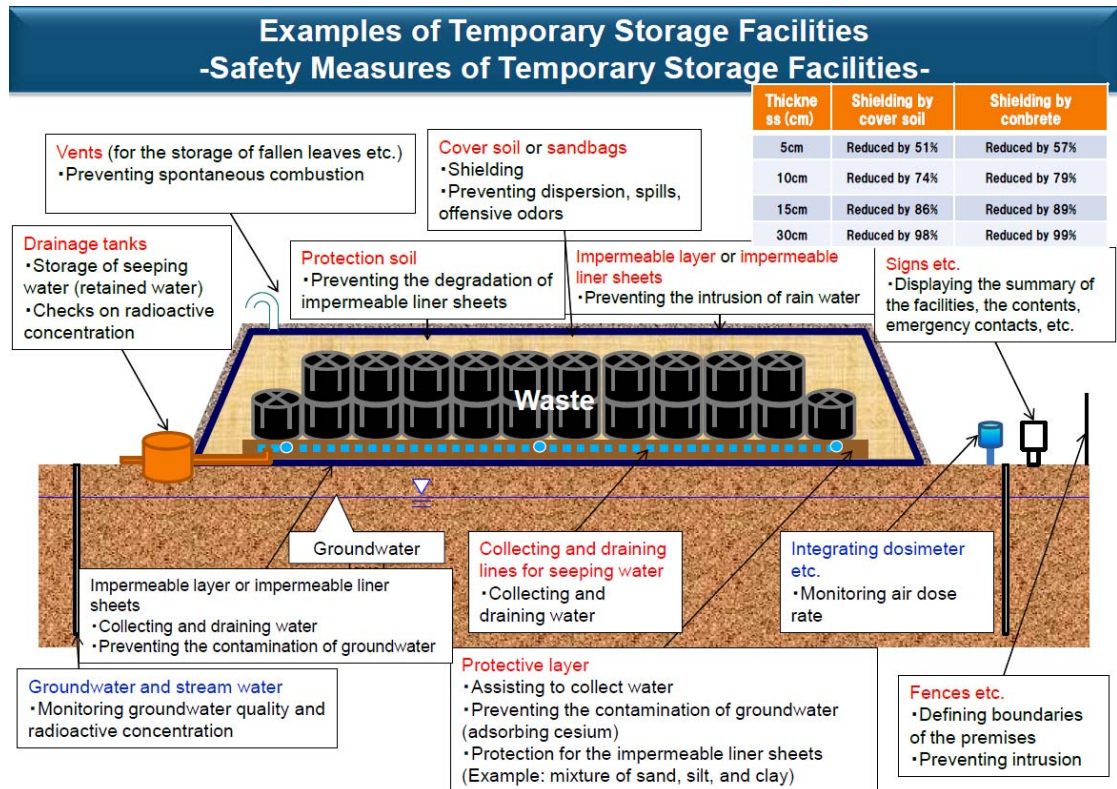 Examples of Temporary Storage Facilities
-Safety Measures of Temporary Storage Facilities-
Thickne
ss (cm)
Shielding by
cover soil
Shielding by
conbrete
5cm Reduced by 51% Reduced by 57%
10cm Reduced by 74% Reduced by 79%
15cm Reduced by 86% Reduced by 89%
30cm Reduced by 98% Reduced by 99%
Vents (for the storage of fallen leaves etc.)
・Preventing spontaneous combustion
Cover soil or sandbags
・Shielding
・Preventing dispersion, spills,
offensive odors
Drainage tanks
・Storage of seeping
water (retained water)
・Checks on radioactive
concentration
Protection soil
・Preventing the degradation of
impermeable liner sheets
Impermeable layer or impermeable
liner sheets
・Preventing the intrusion of rain water
Signs etc.
・Displaying the summary of
the facilities, the contents,
emergency contacts, etc.
Waste
Groundwater
Impermeable layer or impermeable liner
sheets
・Collecting and draining water
・Preventing the contamination of groundwater
Collecting and draining
lines for seeping water
・Collecting and
draining water
Integrating dosimeter
etc.
・Monitoring air dose
rate
Groundwater and stream water
・Monitoring groundwater quality and
radioactive concentration
Protective layer
・Assisting to collect water
・Preventing the contamination of groundwater
(adsorbing cesium)
・Protection for the impermeable liner sheets
(Example: mixture of sand, silt, and clay)
Fences etc.
・Defining boundaries
of the premises
・Preventing intrusion